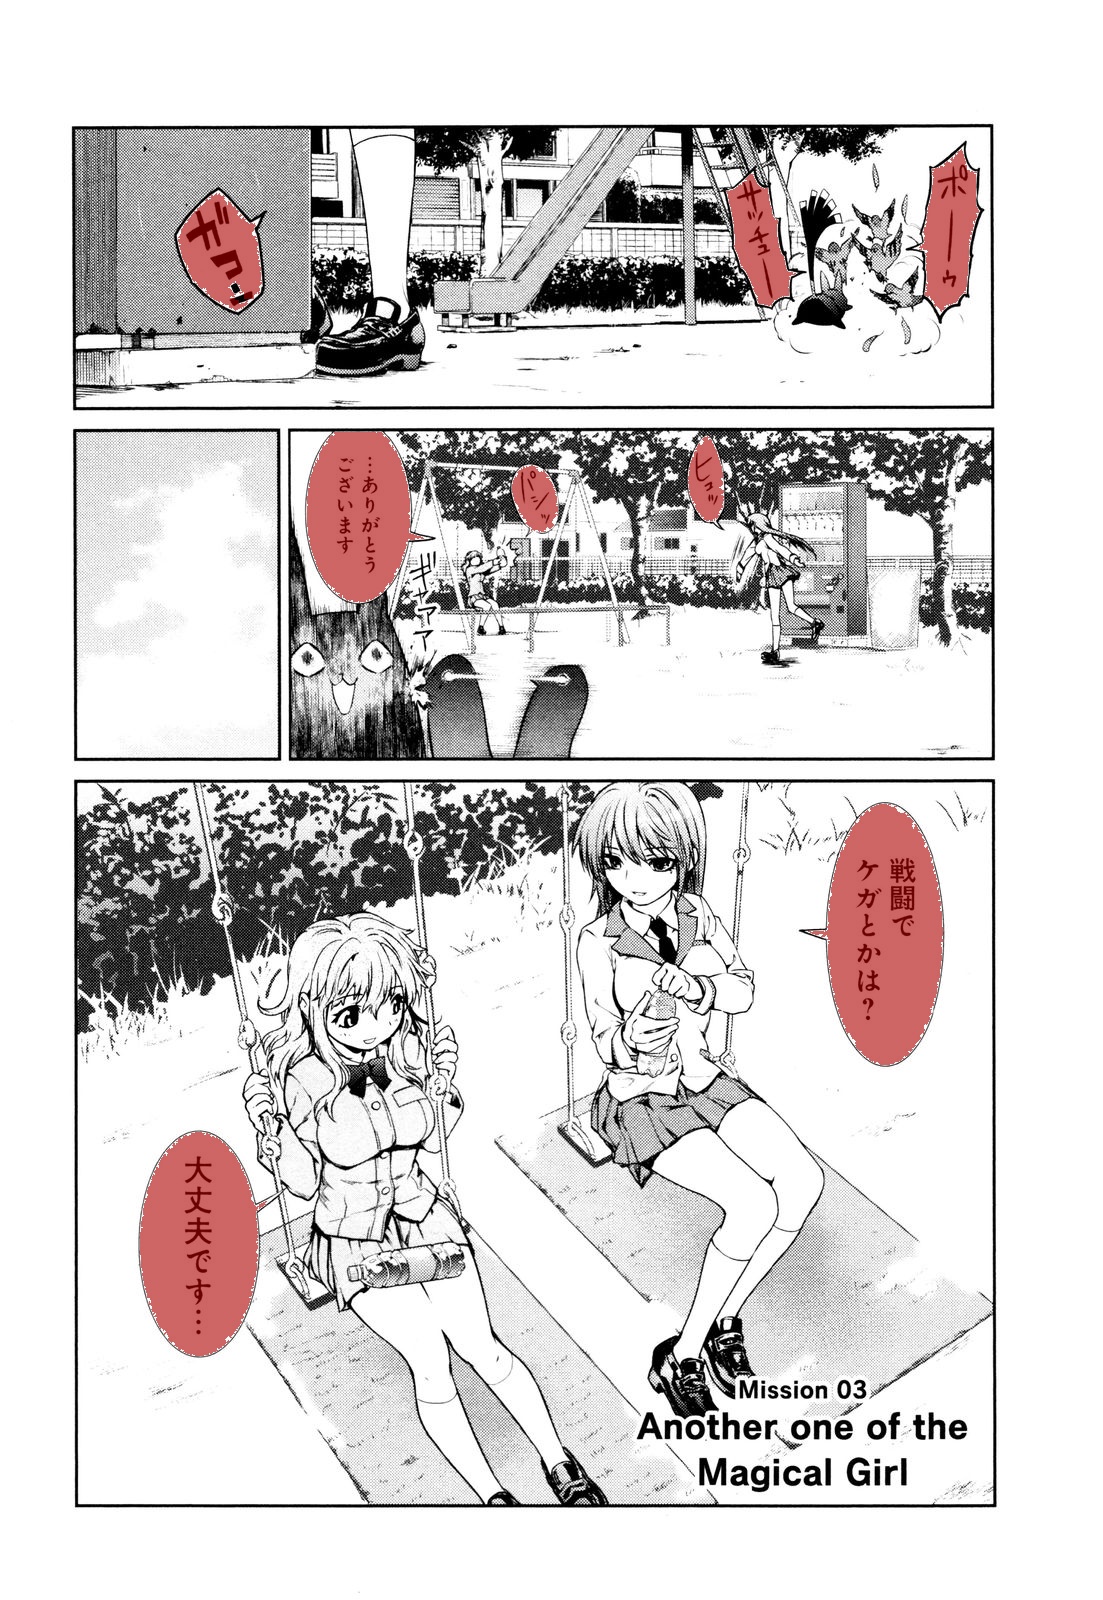 ポーゥ
サッチュー
ガコン
ヒュッ
パシッ
…ありがとう
ございます
ギャアァァ
戦闘で
ケガとかは?
大丈夫です…
Mission 03
Another one of the
Magical Girl